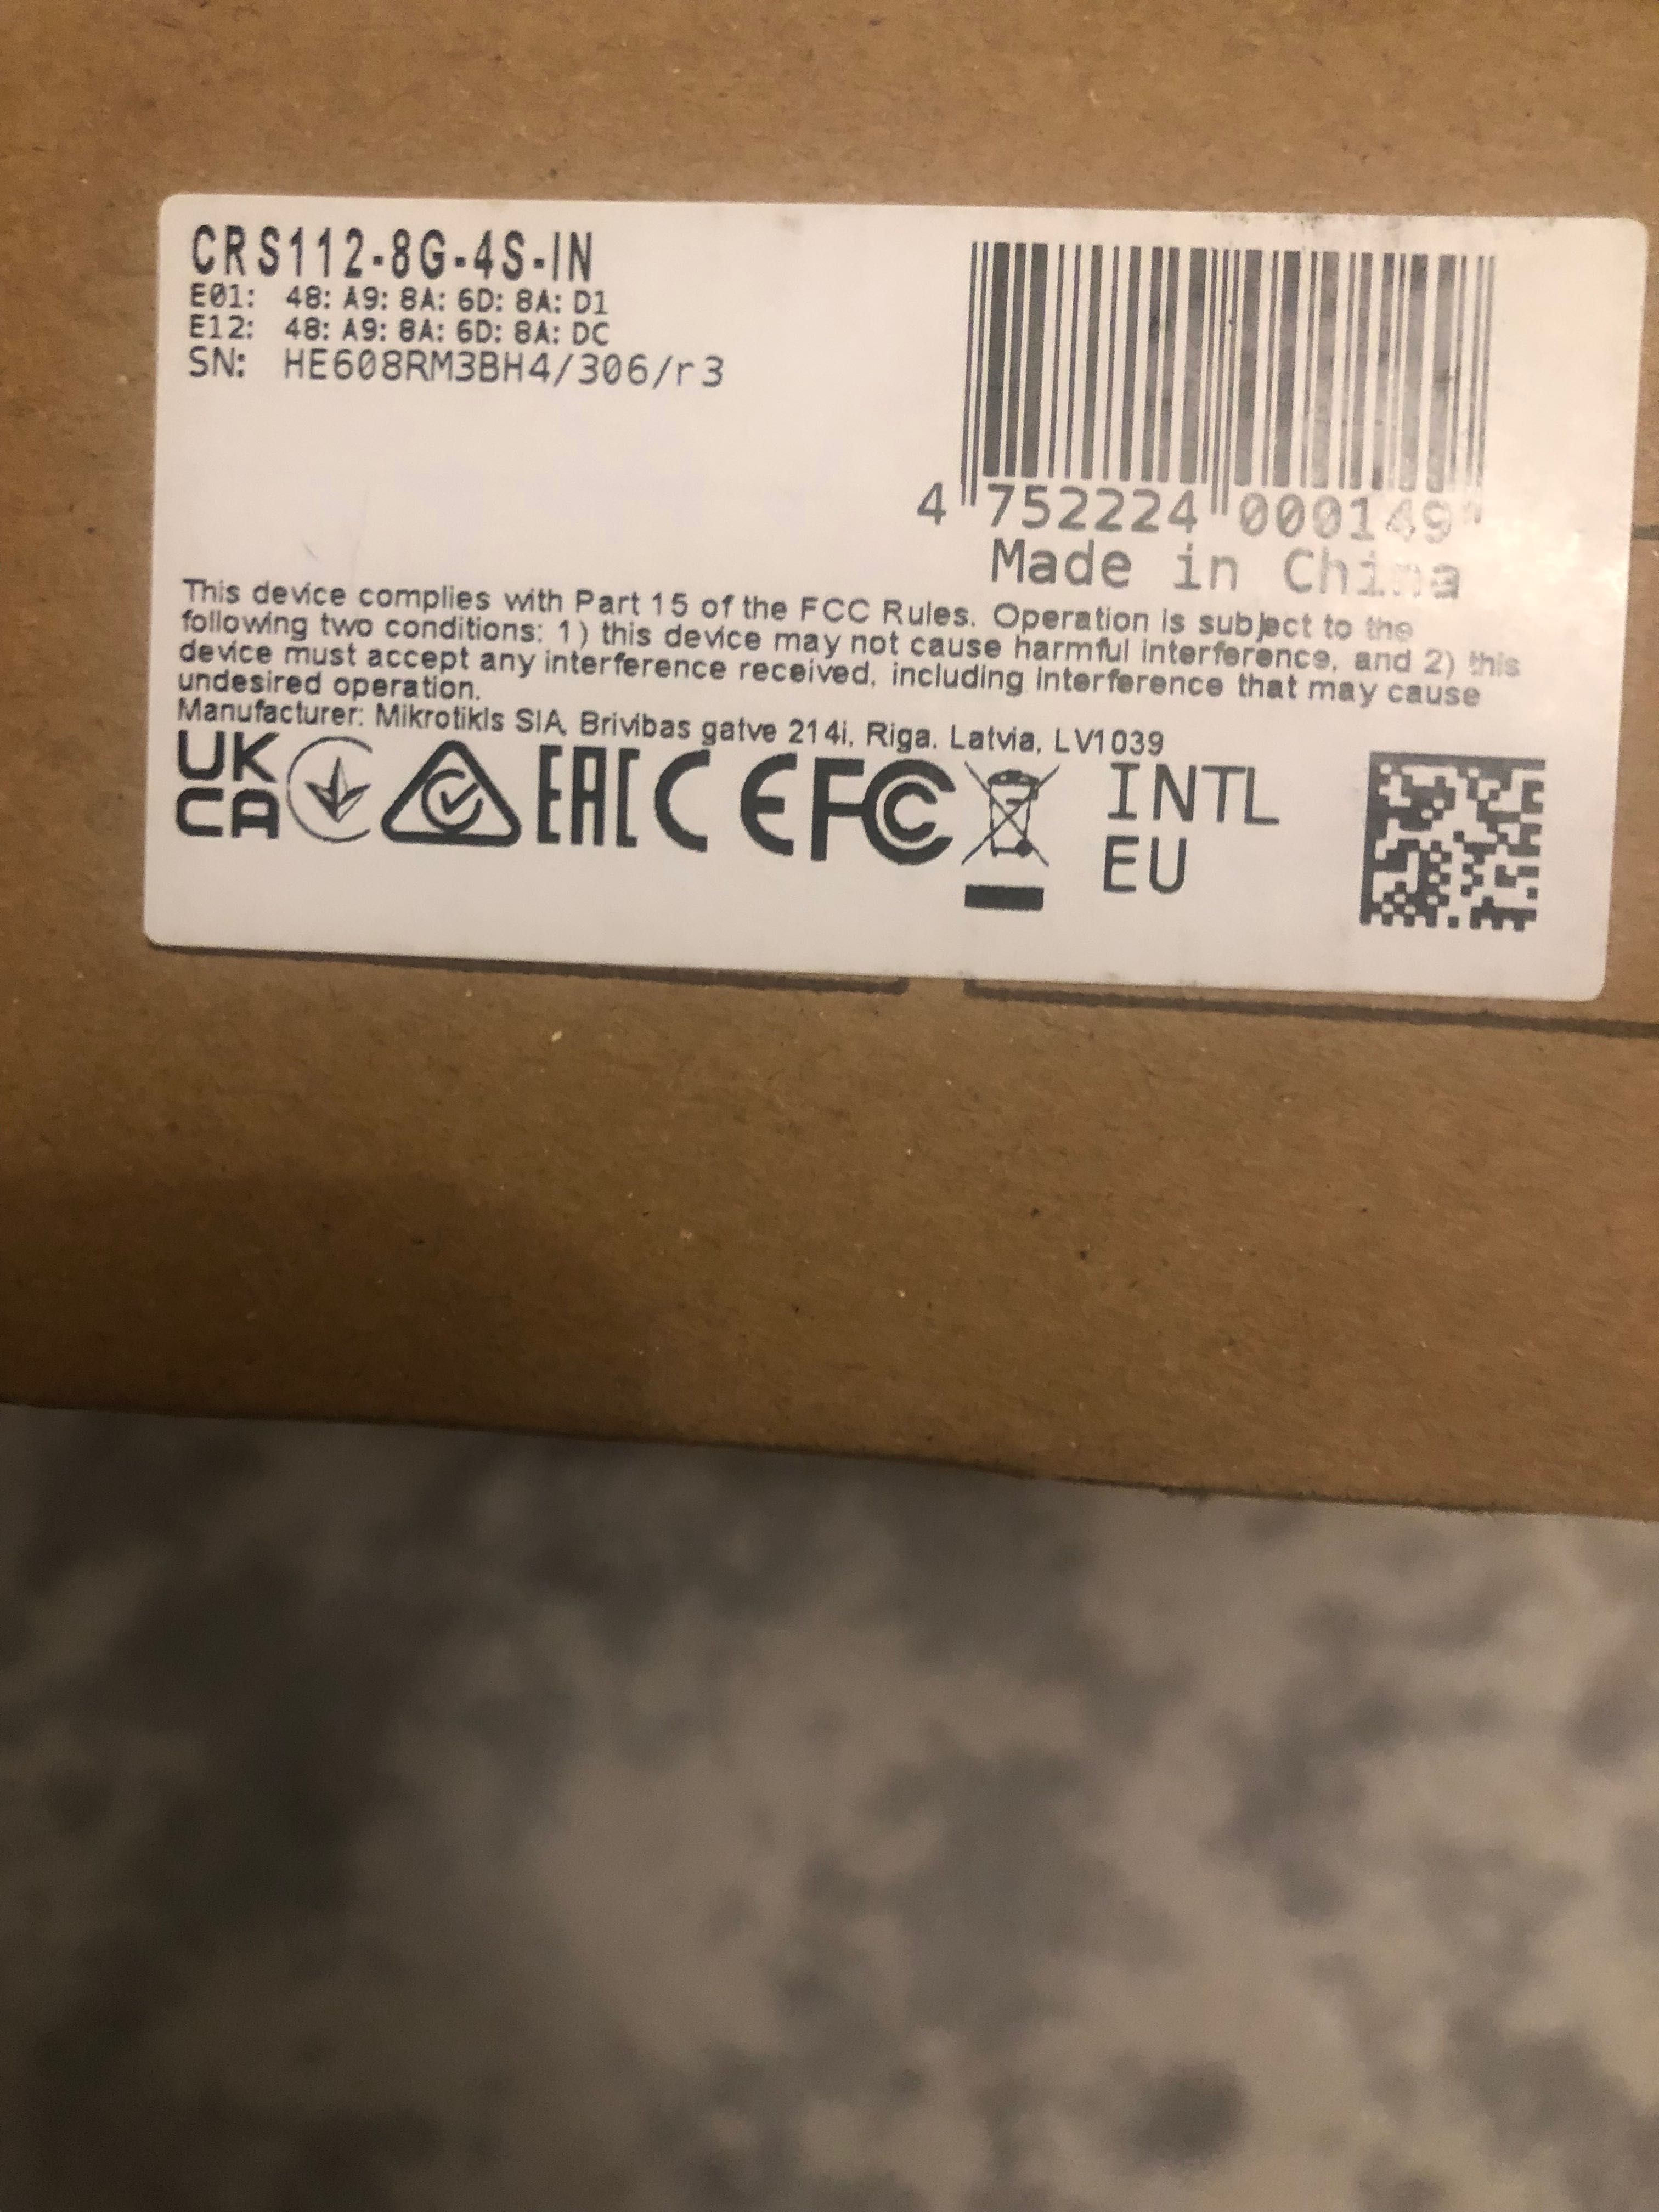 CRS112-8G-4S-IN
E01: 48: A9: 8A: 6D: 8A: D1
E12: 48: A9: 8A: 6D: 8A: DC
SN: HE608RM3BH4/306/r3
4 752224 000149
Made in China
This device complies with Part 15 of the FCC Rules. Operation is subject to the
following two conditions: 1) this device may not cause harmful interference, and 2) this
device must accept any interference received, including interference that may cause
undesired operation.
Manufacturer: Mikrotikls SIA, Brivibas gatve 214i, Riga, Latvia, LV1039
UK
CA
EAC CE FC
INTL
EU